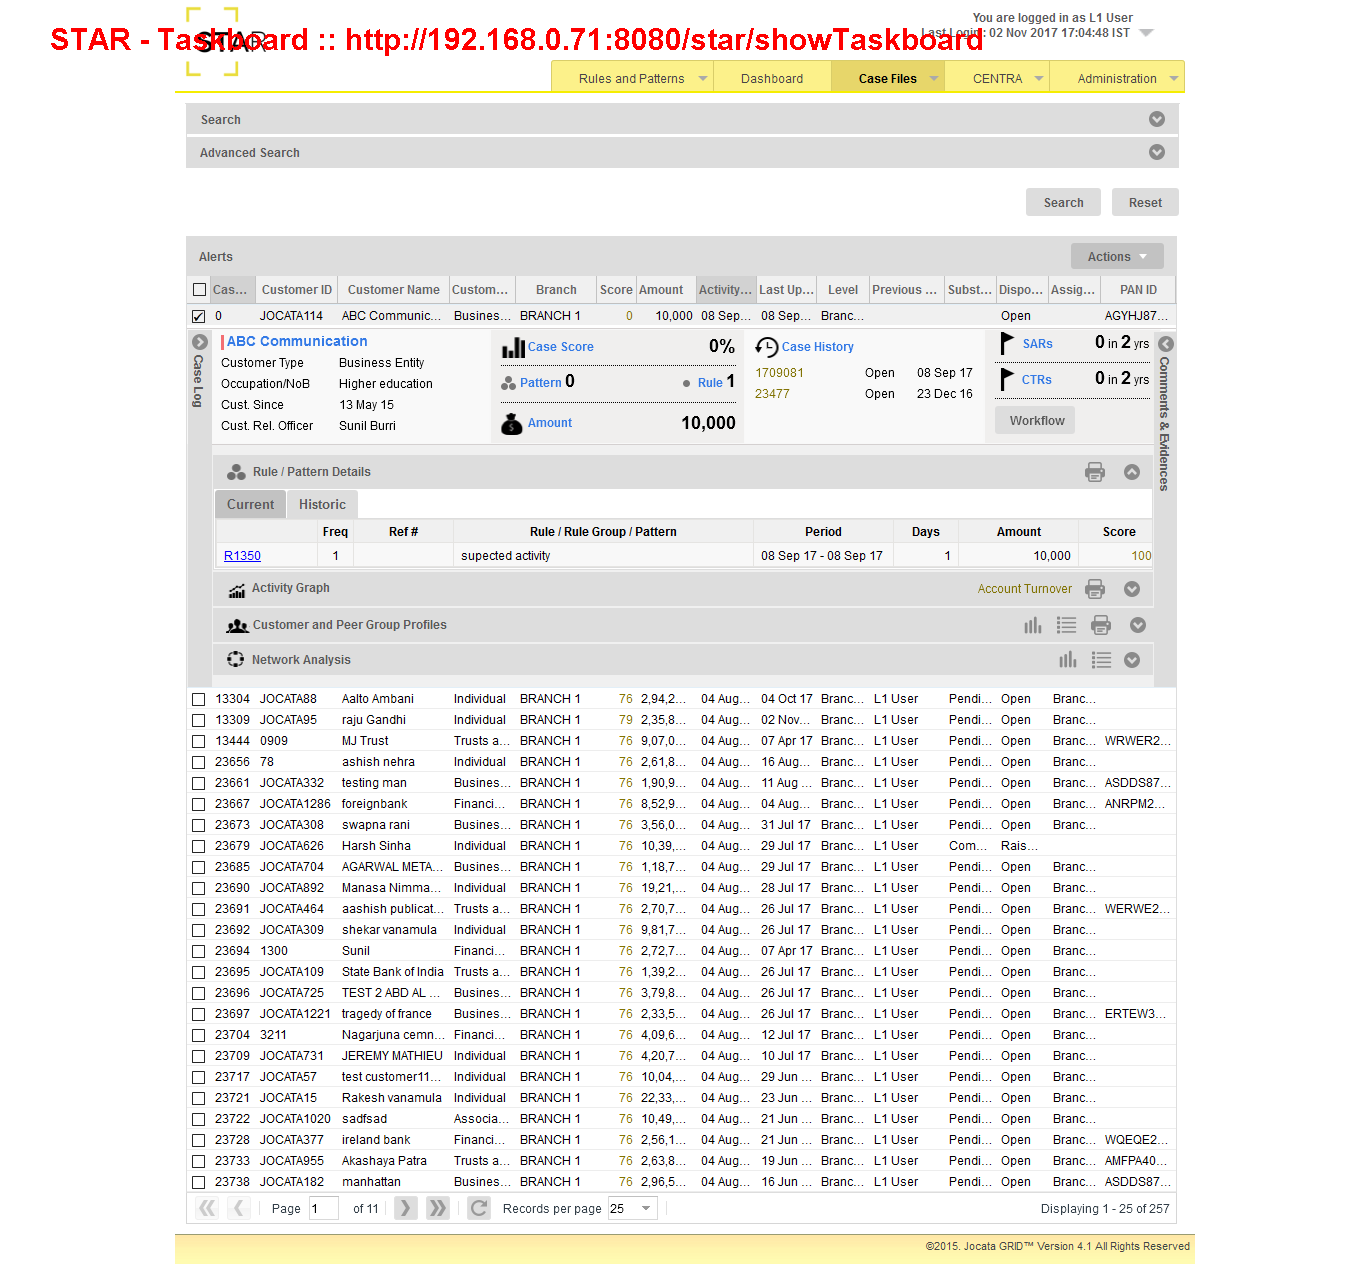 You are logged in as L1 User
STAR
STAR - Taskboard :: http://192.168.0.71:8080/star/showTaskboard
Last Login : 02 Nov 2017 17:04:48 IST
Rules and Patterns Dashboard Case Files CENTRA Administration
Search
Advanced Search
Search Reset
Alerts Actions
Cas... Customer ID Customer Name Custom... Branch Score Amount Activity... Last Up... Level Previous ... Subst... Dispo... Assig... PAN ID
0 JOCATA114 ABC Communic... Busines... BRANCH 1 0 10,000 08 Sep... 08 Sep... Branc... Open AGYHJ87...
Case Log
ABC Communication
Customer Type Business Entity
Occupation/NoB Higher education
Cust. Since 13 May 15
Cust. Rel. Officer Sunil Burri
Case Score 0%
Pattern 0 Rule 1
Amount 10,000
Case History
1709081 Open 08 Sep 17
23477 Open 23 Dec 16
SARs 0 in 2 yrs
CTRs 0 in 2 yrs
Workflow
Comments & Evidences
Rule / Pattern Details
Current Historic
Freq Ref # Rule / Rule Group / Pattern Period Days Amount Score
R1350 1 supected activity 08 Sep 17 - 08 Sep 17 1 10,000 100
Activity Graph Account Turnover
Customer and Peer Group Profiles
Network Analysis
13304 JOCATA88 Aalto Ambani Individual BRANCH 1 76 2,94,2... 04 Aug... 04 Oct 17 Branc... L1 User Pendi... Open Branc...
13309 JOCATA95 raju Gandhi Individual BRANCH 1 79 2,35,8... 04 Aug... 02 Nov... Branc... L1 User Pendi... Open Branc...
13444 0909 MJ Trust Trusts a... BRANCH 1 76 9,07,0... 04 Aug... 07 Apr 17 Branc... L1 User Pendi... Open Branc... WRWER2...
23656 78 ashish nehra Individual BRANCH 1 76 2,61,8... 04 Aug... 16 Aug... Branc... L1 User Pendi... Open Branc...
23661 JOCATA332 testing man Busines... BRANCH 1 76 1,90,9... 04 Aug... 11 Aug ... Branc... L1 User Pendi... Open Branc... ASDDS87...
23667 JOCATA1286 foreignbank Financi... BRANCH 1 76 8,52,9... 04 Aug... 04 Aug... Branc... L1 User Pendi... Open Branc... ANRPM2...
23673 JOCATA308 swapna rani Busines... BRANCH 1 76 3,56,0... 04 Aug... 31 Jul 17 Branc... L1 User Pendi... Open Branc...
23679 JOCATA626 Harsh Sinha Individual BRANCH 1 76 10,39,... 04 Aug... 29 Jul 17 Branc... L1 User Com... Rais...
23685 JOCATA704 AGARWAL META... Busines... BRANCH 1 76 1,18,7... 04 Aug... 29 Jul 17 Branc... L1 User Pendi... Open Branc...
23690 JOCATA892 Manasa Nimma... Individual BRANCH 1 76 19,21,... 04 Aug... 28 Jul 17 Branc... L1 User Pendi... Open Branc...
23691 JOCATA464 aashish publicat... Trusts a... BRANCH 1 76 2,70,7... 04 Aug... 26 Jul 17 Branc... L1 User Pendi... Open Branc... WERWE2...
23692 JOCATA309 shekar vanamula Individual BRANCH 1 76 9,81,7... 04 Aug... 26 Jul 17 Branc... L1 User Pendi... Open Branc...
23694 1300 Sunil Financi... BRANCH 1 76 2,72,7... 04 Aug... 07 Apr 17 Branc... L1 User Pendi... Open Branc...
23695 JOCATA109 State Bank of India Trusts a... BRANCH 1 76 1,39,2... 04 Aug... 26 Jul 17 Branc... L1 User Pendi... Open Branc...
23696 JOCATA725 TEST 2 ABD AL ... Busines... BRANCH 1 76 3,79,8... 04 Aug... 26 Jul 17 Branc... L1 User Pendi... Open Branc...
23697 JOCATA1221 tragedy of france Busines... BRANCH 1 76 2,33,5... 04 Aug... 26 Jul 17 Branc... L1 User Pendi... Open Branc... ERTEW3...
23704 3211 Nagarjuna cemn... Financi... BRANCH 1 76 4,09,6... 04 Aug... 12 Jul 17 Branc... L1 User Pendi... Open Branc...
23709 JOCATA731 JEREMY MATHIEU Individual BRANCH 1 76 4,20,7... 04 Aug... 10 Jul 17 Branc... L1 User Pendi... Open Branc...
23717 JOCATA57 test customer11... Individual BRANCH 1 76 10,04,... 04 Aug... 29 Jun ... Branc... L1 User Pendi... Open Branc...
23721 JOCATA15 Rakesh vanamula Individual BRANCH 1 76 22,33,... 04 Aug... 23 Jun ... Branc... L1 User Pendi... Open Branc...
23722 JOCATA1020 sadfsad Associa... BRANCH 1 76 10,49,... 04 Aug... 21 Jun ... Branc... L1 User Pendi... Open Branc...
23728 JOCATA377 ireland bank Financi... BRANCH 1 76 2,56,1... 04 Aug... 21 Jun ... Branc... L1 User Pendi... Open Branc... WQEQE2...
23733 JOCATA955 Akashaya Patra Trusts a... BRANCH 1 76 2,63,8... 04 Aug... 19 Jun ... Branc... L1 User Pendi... Open Branc... AMFPA40...
23738 JOCATA182 manhattan Busines... BRANCH 1 76 2,96,5... 04 Aug... 16 Jun ... Branc... L1 User Pendi... Open Branc... ASDDS87...
Page 1 of 11 Records per page 25 Displaying 1 - 25 of 257
©2015. Jocata GRID™ Version 4.1 All Rights Reserved